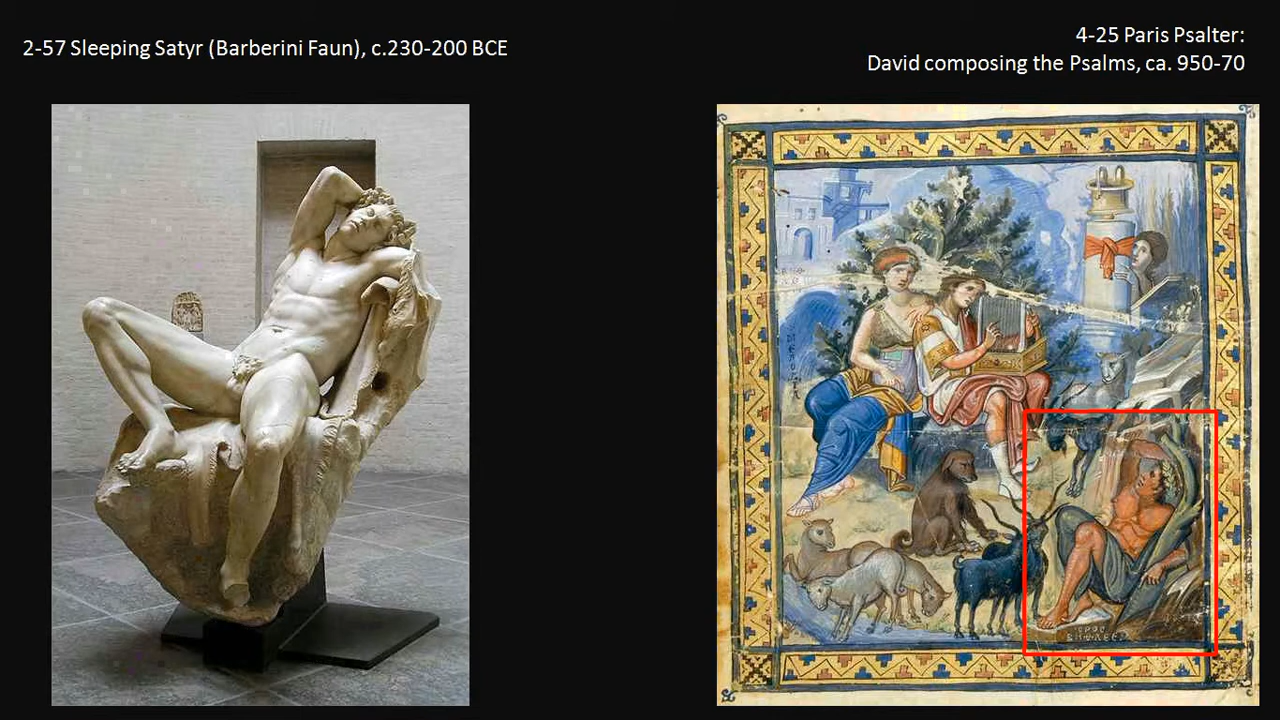 2-57 Sleeping Satyr (Barberini Faun), c.230-200 BCE
4-25 Paris Psalter:
David composing the Psalms, ca. 950-70